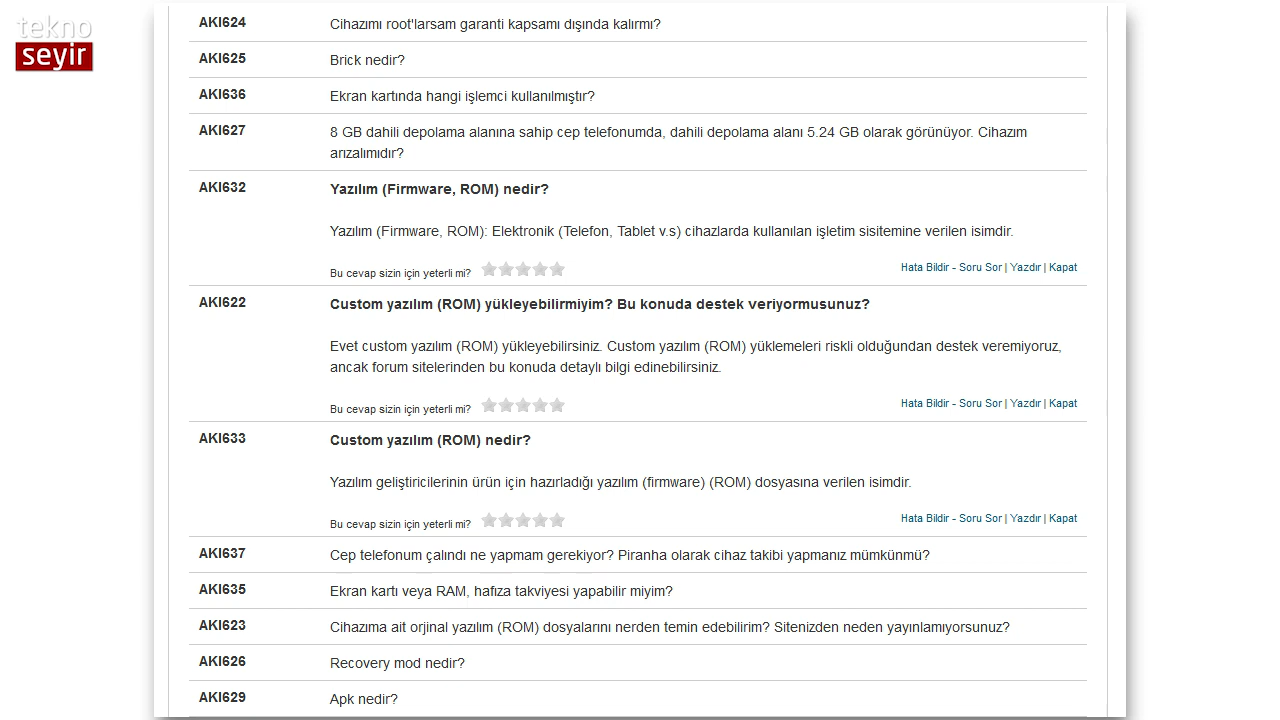 tekno
seyir
AKI624 Cihazımı root'larsam garanti kapsamı dışında kalırmı?
AKI625 Brick nedir?
AKI636 Ekran kartında hangi işlemci kullanılmıştır?
AKI627 8 GB dahili depolama alanına sahip cep telefonumda, dahili depolama alanı 5.24 GB olarak görünüyor. Cihazım
arızalımıdır?
AKI632 Yazılım (Firmware, ROM) nedir?
Yazılım (Firmware, ROM): Elektronik (Telefon, Tablet v.s) cihazlarda kullanılan işletim sisitemine verilen isimdir.
Bu cevap sizin için yeterli mi? Hata Bildir - Soru Sor | Yazdır | Kapat
AKI622 Custom yazılım (ROM) yükleyebilirmiyim? Bu konuda destek veriyormusunuz?
Evet custom yazılım (ROM) yükleyebilirsiniz. Custom yazılım (ROM) yüklemeleri riskli olduğundan destek veremiyoruz,
ancak forum sitelerinden bu konuda detaylı bilgi edinebilirsiniz.
Bu cevap sizin için yeterli mi? Hata Bildir - Soru Sor | Yazdır | Kapat
AKI633 Custom yazılım (ROM) nedir?
Yazılım geliştiricilerinin ürün için hazırladığı yazılım (firmware) (ROM) dosyasına verilen isimdir.
Bu cevap sizin için yeterli mi? Hata Bildir - Soru Sor | Yazdır | Kapat
AKI637 Cep telefonum çalındı ne yapmam gerekiyor? Piranha olarak cihaz takibi yapmanız mümkünmü?
AKI635 Ekran kartı veya RAM, hafıza takviyesi yapabilir miyim?
AKI623 Cihazıma ait orjinal yazılım (ROM) dosyalarını nerden temin edebilirim? Sitenizden neden yayınlamıyorsunuz?
AKI626 Recovery mod nedir?
AKI629 Apk nedir?